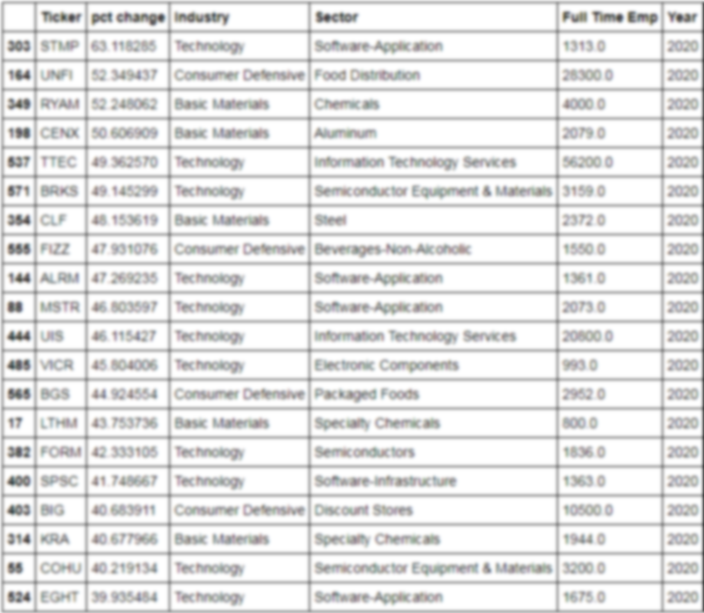 Ticker pct change Industry Sector Full Time Emp Year
303 STMP 63.118285 Technology Software-Application 1313.0 2020
164 UNFI 52.349437 Consumer Defensive Food Distribution 28300.0 2020
349 RYAM 52.248062 Basic Materials Chemicals 4000.0 2020
198 CENX 50.606909 Basic Materials Aluminum 2079.0 2020
537 TTEC 49.362570 Technology Information Technology Services 56200.0 2020
571 BRKS 49.145299 Technology Semiconductor Equipment & Materials 3159.0 2020
354 CLF 48.153619 Basic Materials Steel 2372.0 2020
555 FIZZ 47.931076 Consumer Defensive Beverages-Non-Alcoholic 1550.0 2020
144 ALRM 47.269235 Technology Software-Application 1361.0 2020
88 MSTR 46.803597 Technology Software-Application 2073.0 2020
444 UIS 46.115427 Technology Information Technology Services 20800.0 2020
485 VICR 45.804006 Technology Electronic Components 993.0 2020
565 BGS 44.924554 Consumer Defensive Packaged Foods 2952.0 2020
17 LTHM 43.753736 Basic Materials Specialty Chemicals 800.0 2020
382 FORM 42.333105 Technology Semiconductors 1836.0 2020
400 SPSC 41.748667 Technology Software-Infrastructure 1363.0 2020
403 BIG 40.683911 Consumer Defensive Discount Stores 10500.0 2020
314 KRA 40.677966 Basic Materials Specialty Chemicals 1944.0 2020
55 COHU 40.219134 Technology Semiconductor Equipment & Materials 3200.0 2020
524 EGHT 39.935484 Technology Software-Application 1675.0 2020